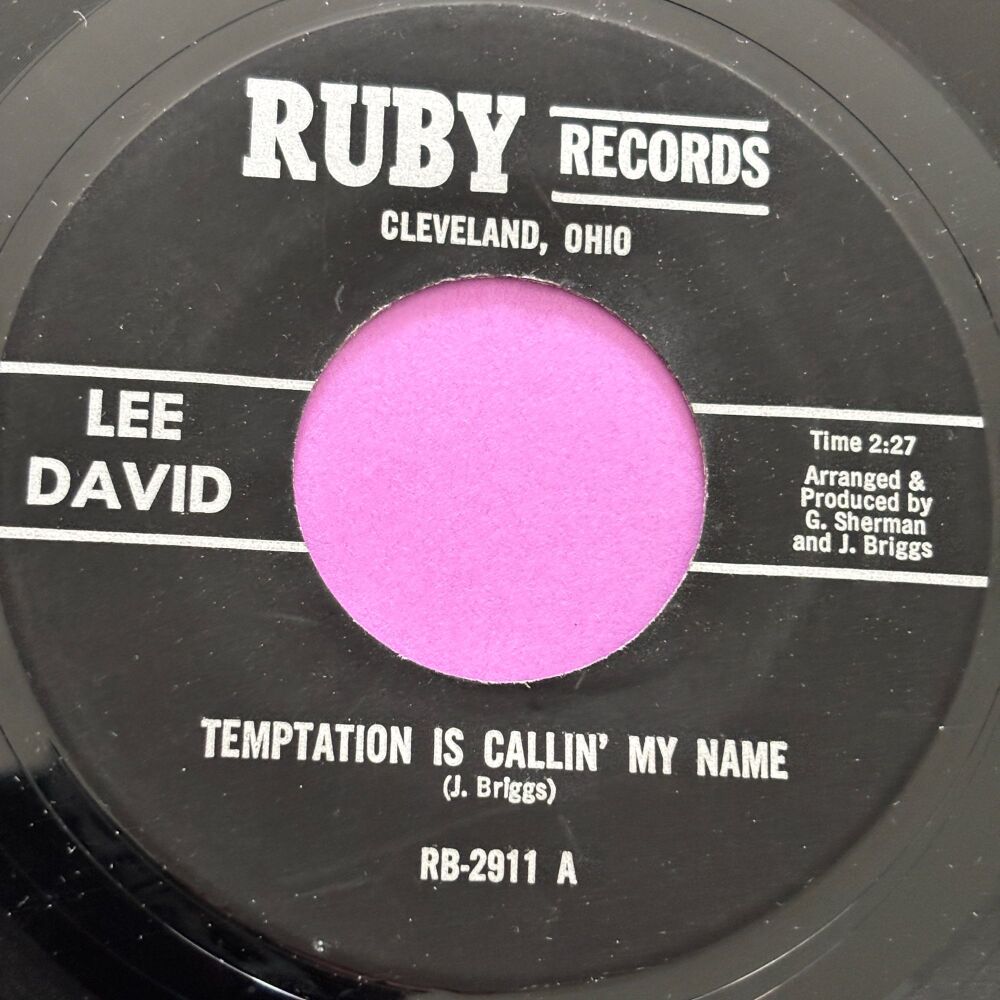 RUBY RECORDS
CLEVELAND, OHIO
LEE
DAVID
Time 2:27
Arranged &
Produced by
G. Sherman
and J. Briggs
TEMPTATION IS CALLIN' MY NAME
(J. Briggs)
RB-2911 A